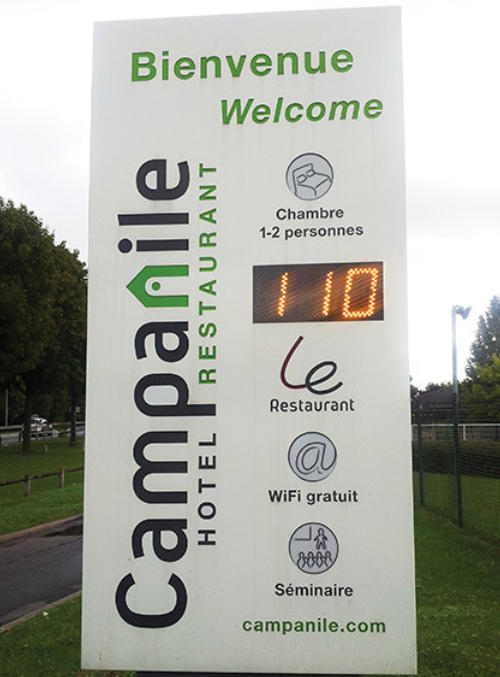 Bienvenue
Welcome
Campanile
HOTEL RESTAURANT
Chambre
1-2 personnes
110
Le
Restaurant
@
WiFi gratuit
Séminaire
campanile.com